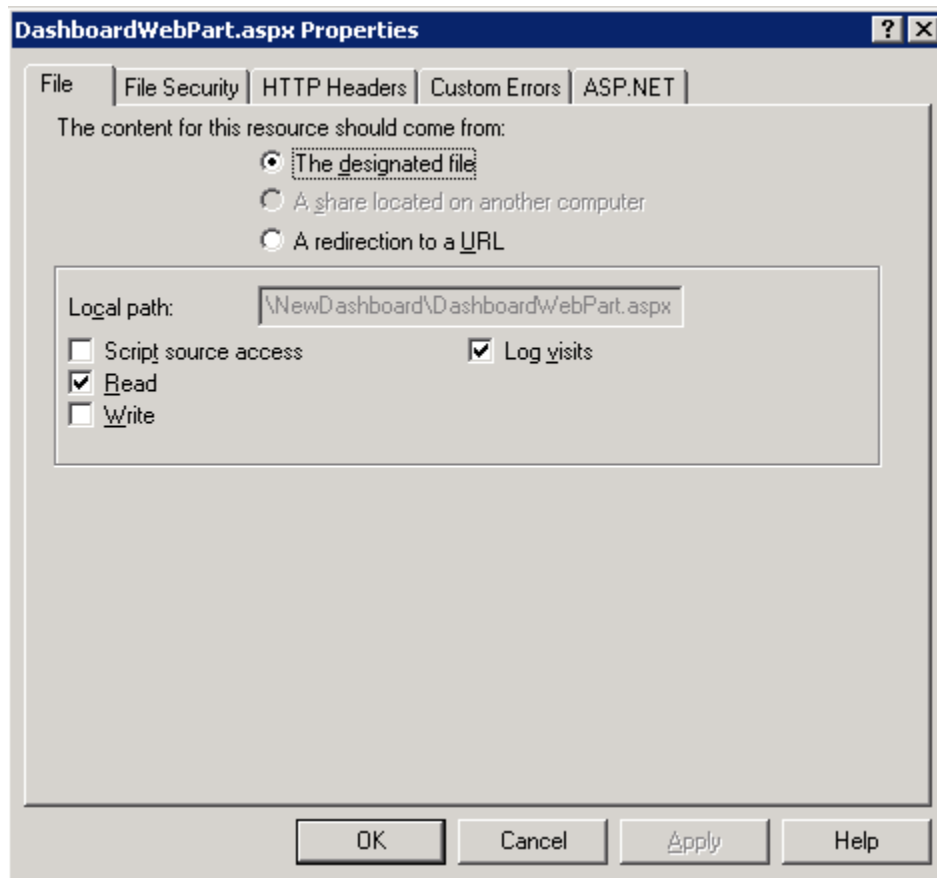 DashboardWebPart.aspx Properties
File File Security HTTP Headers Custom Errors ASP.NET
The content for this resource should come from:
The designated file
A share located on another computer
A redirection to a URL
Local path: \NewDashboard\DashboardWebPart.aspx
Script source access Log visits
Read
Write
OK Cancel Apply Help